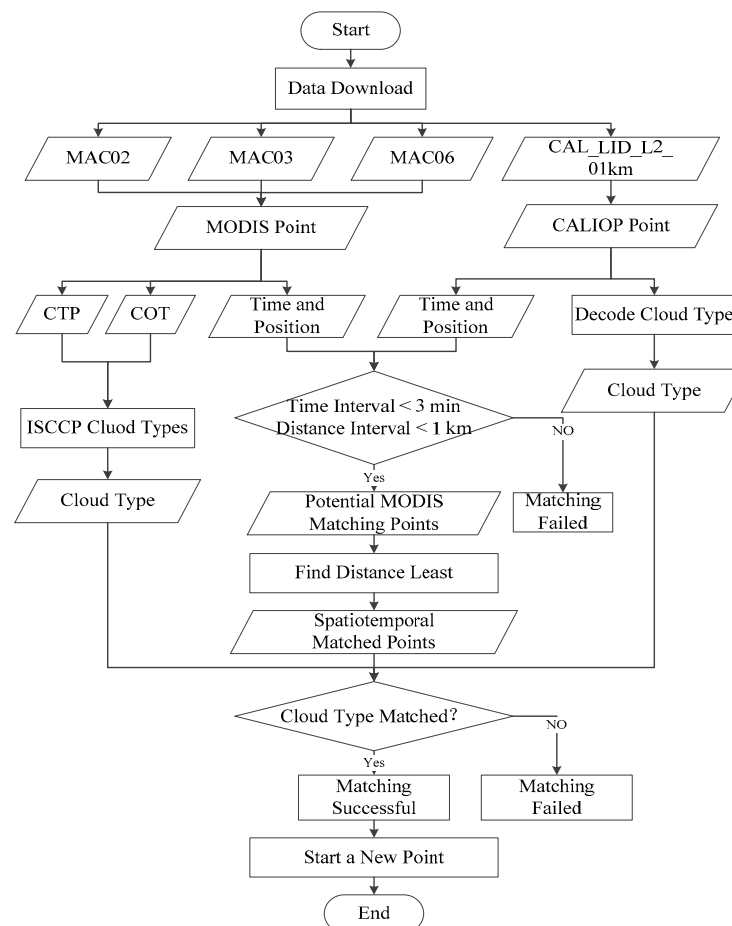 Start
Data Download
MAC02
MAC03
MAC06
CAL_LID_L2_
01km
MODIS Point
CALIOP Point
CTP
COT
Time and
Position
Time and
Position
Decode Cloud Type
Cloud Type
Time Interval < 3 min
Distance Interval < 1 km
NO
ISCCP Cluod Types
Yes
Cloud Type
Potential MODIS
Matching Points
Matching
Failed
Find Distance Least
Spatiotemporal
Matched Points
Cloud Type Matched?
NO
Yes
Matching
Successful
Matching
Failed
Start a New Point
End